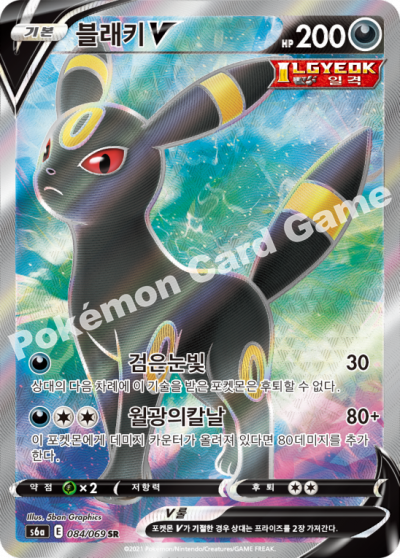 기본 블래키 V HP 200
ILGYEOK
일격
Pokémon Card Game
검은눈빛 30
상대의 다음 차례에 이 기술을 받은 포켓몬은 후퇴할 수 없다.
월광의칼날 80+
이 포켓몬에게 데미지 카운터가 올려져 있다면 80데미지를 추가
한다.
약점 ×2 저항력 후퇴
Illus. 5ban Graphics
V룰
s6a E 084/069 SR
포켓몬 V가 기절한 경우 상대는 프라이즈를 2장 가져간다.
©2021 Pokémon/Nintendo/Creatures/GAME FREAK.